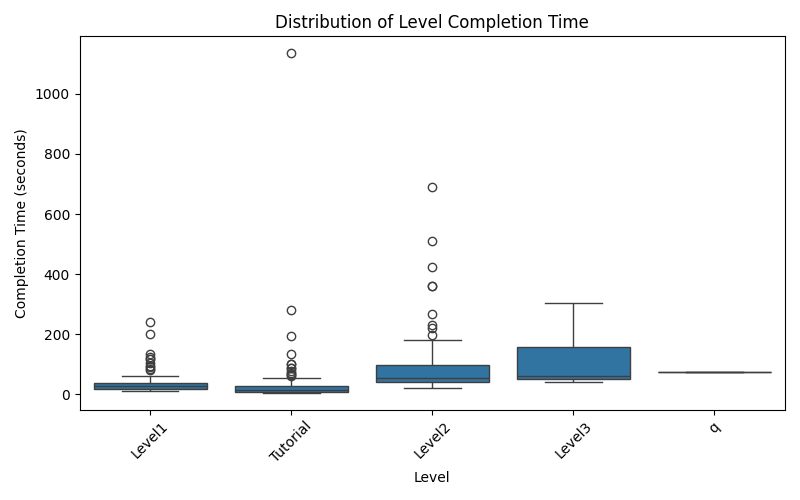 Distribution of Level Completion Time
Completion Time (seconds)
1000
800
600
400
200
0
Level1
Tutorial
Level2
Level3
q
Level